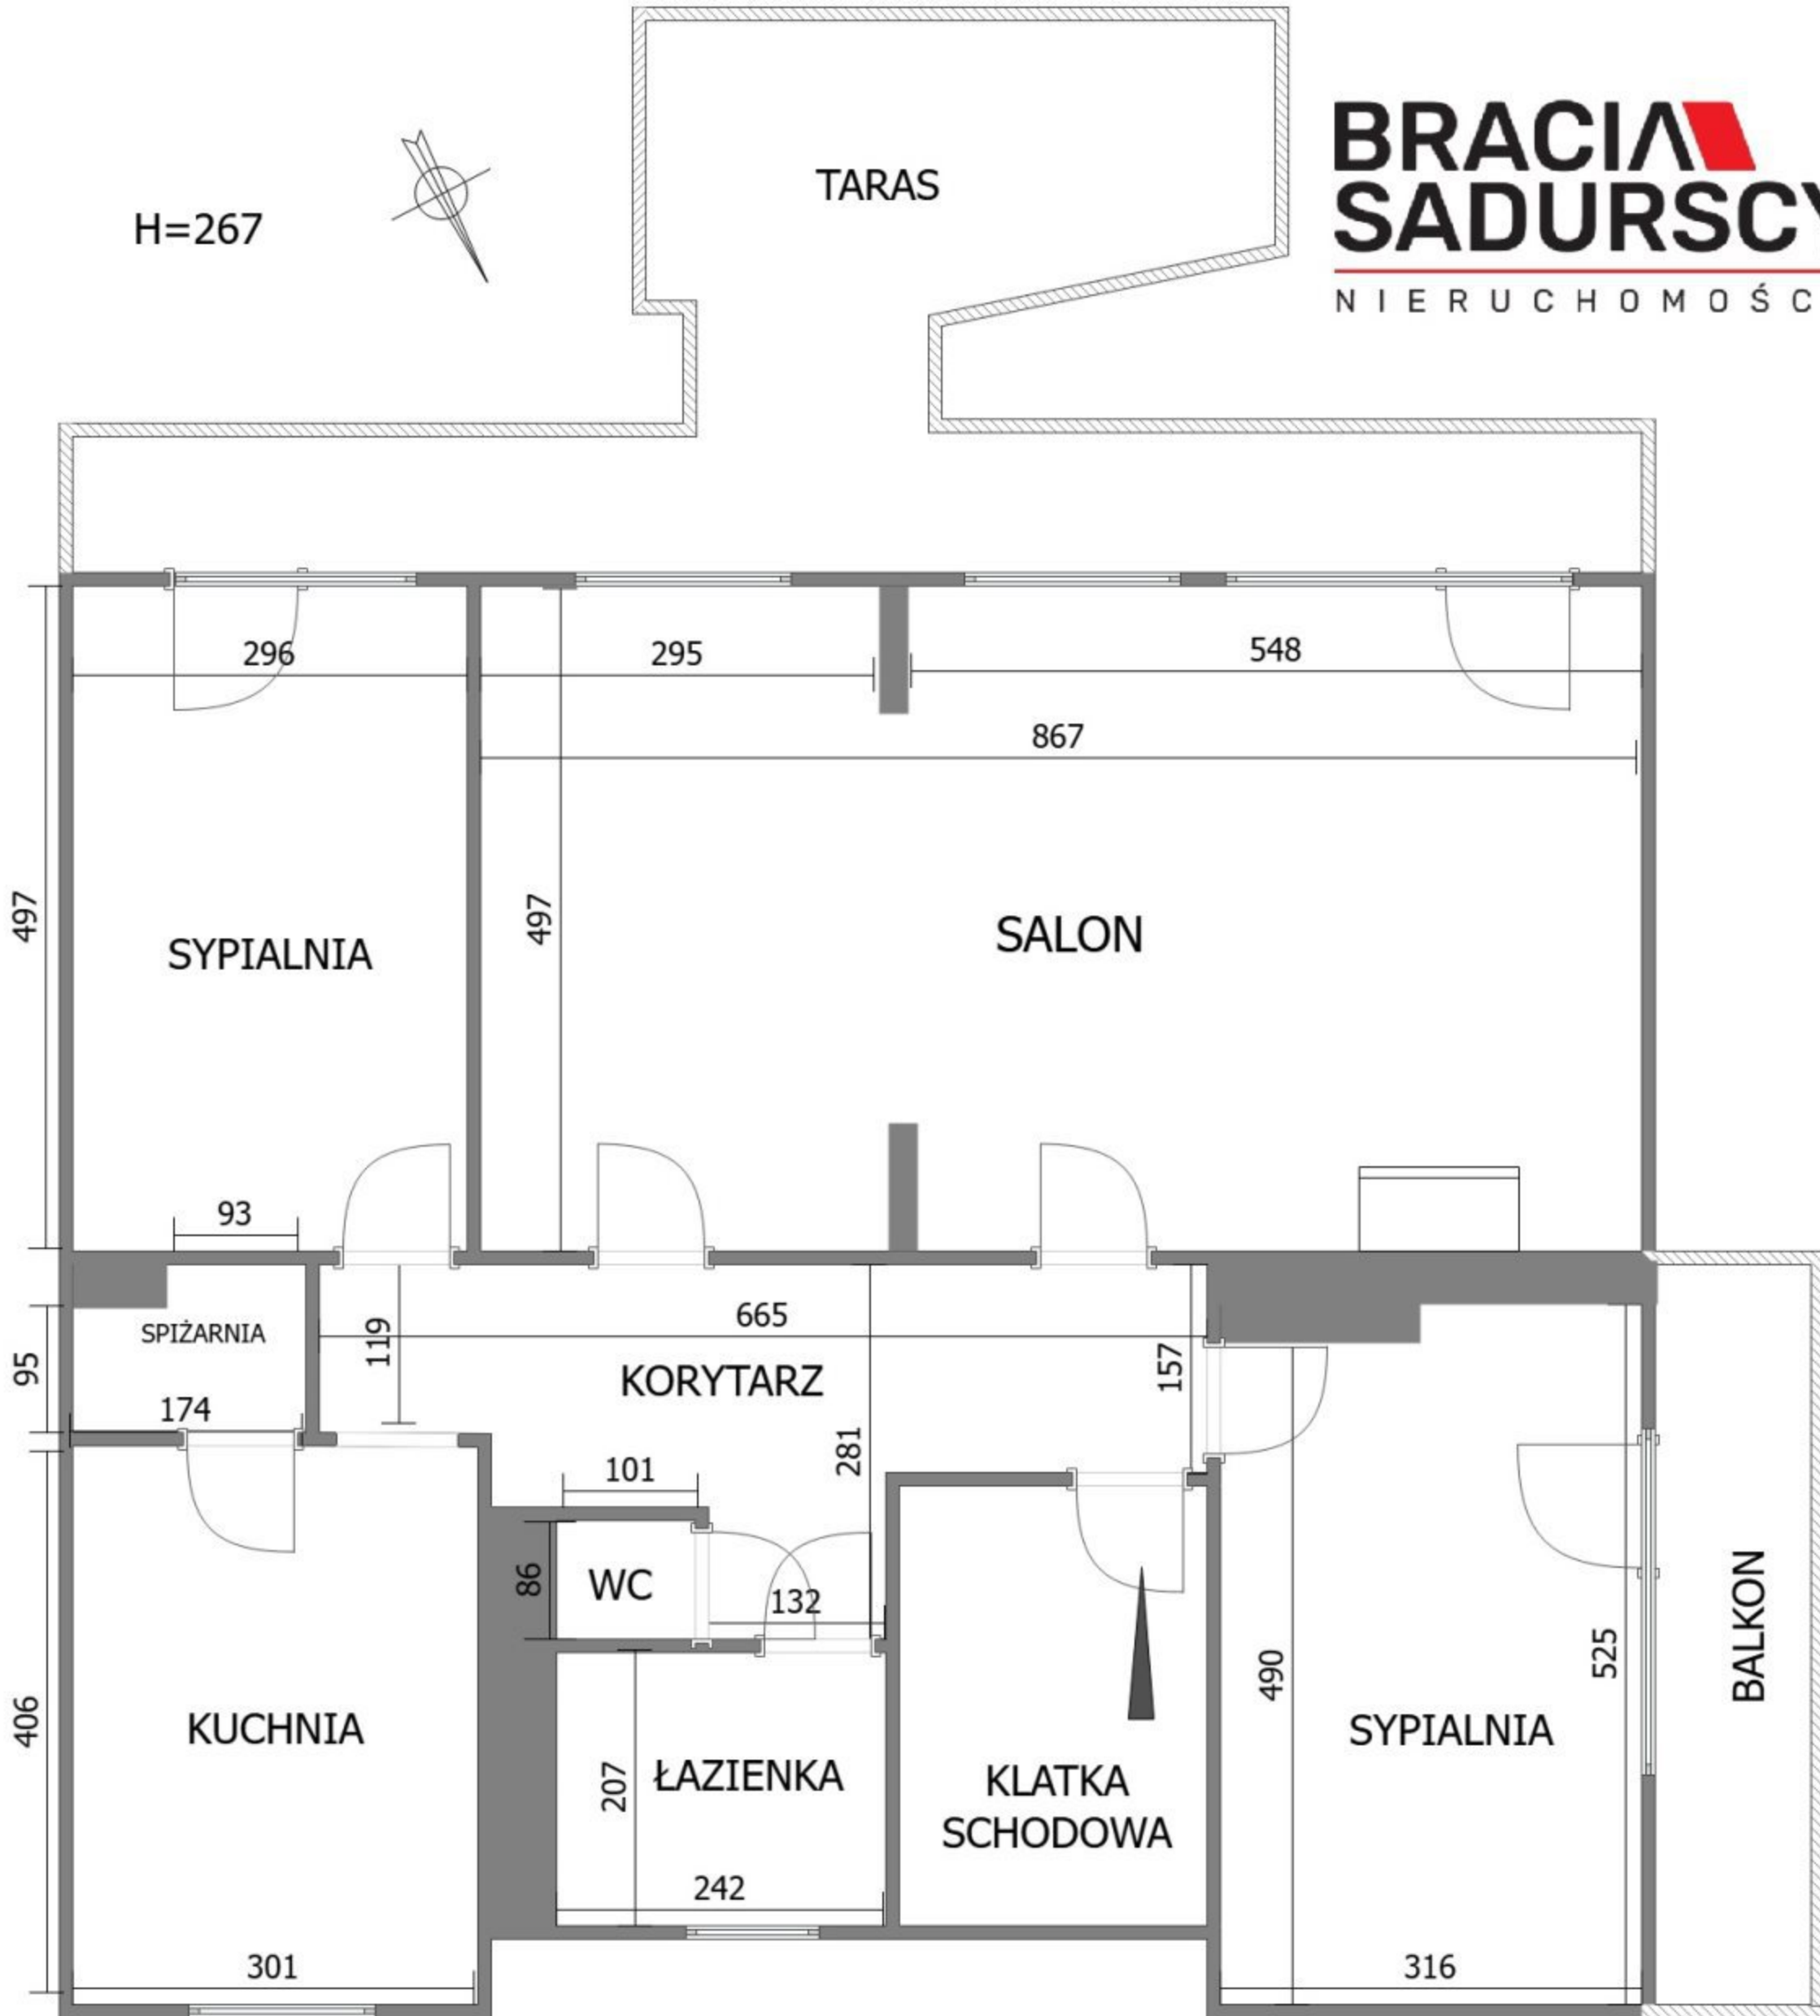 BRACIA
SADURSCY
NIERUCHOMOŚC
TARAS
H=267
296
295
548
867
497
497
SYPIALNIA
SALON
93
SPIŻARNIA
95
174
119
665
KORYTARZ
157
281
101
86
WC
132
406
KUCHNIA
207
ŁAZIENKA
242
KLATKA
SCHODOWA
490
525
SYPIALNIA
BALKON
301
316